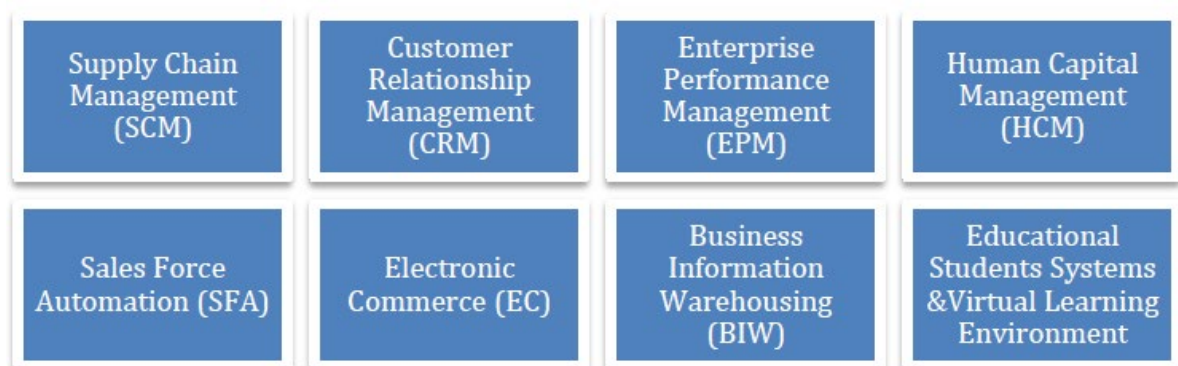 Supply Chain
Management
(SCM)
Customer
Relationship
Management
(CRM)
Enterprise
Performance
Management
(EPM)
Human Capital
Management
(HCM)
Sales Force
Automation (SFA)
Electronic
Commerce (EC)
Business
Information
Warehousing
(BIW)
Educational
Students Systems
&Virtual Learning
Environment